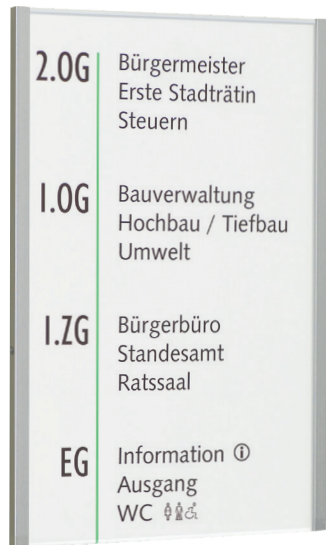 2.OG Bürgermeister
Erste Stadträtin
Steuern
1.OG Bauverwaltung
Hochbau / Tiefbau
Umwelt
1.ZG Bürgerbüro
Standesamt
Ratssaal
EG Information ⓘ
Ausgang
WC